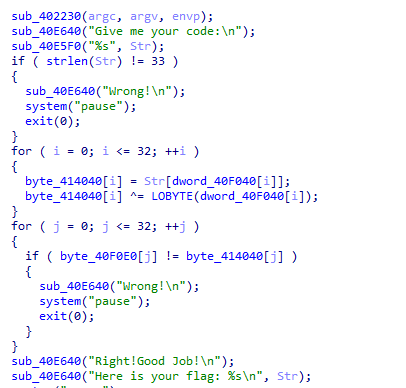 sub_402230(argc, argv, envp);
sub_40E640("Give me your code:\n");
sub_40E5F0("%s", Str);
if ( strlen(Str) != 33 )
{
sub_40E640("Wrong!\n");
system("pause");
exit(0);
}
for ( i = 0; i <= 32; ++i )
{
byte_414040[i] = Str[dword_40F040[i]];
byte_414040[i] ^= LOBYTE(dword_40F040[i]);
}
for ( j = 0; j <= 32; ++j )
{
if ( byte_40F0E0[j] != byte_414040[j] )
{
sub_40E640("Wrong!\n");
system("pause");
exit(0);
}
}
sub_40E640("Right!Good Job!\n");
sub_40E640("Here is your flag: %s\n", Str);